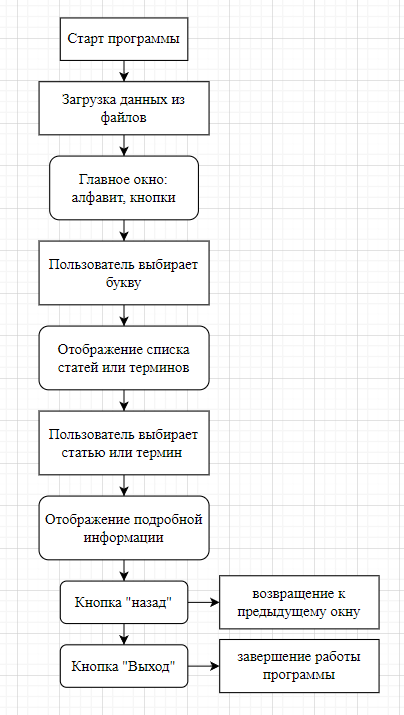 Старт программы
Загрузка данных из
файлов
Главное окно:
алфавит, кнопки
Пользователь выбирает
букву
Отображение списка
статей или терминов
Пользователь выбирает
статью или термин
Отображение подробной
информации
Кнопка "назад"
возвращение к
предыдущему окну
Кнопка "Выход"
завершение работы
программы